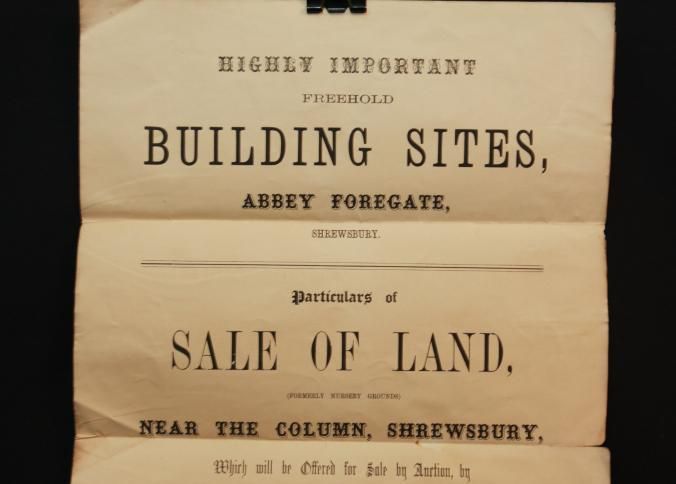 HIGHLY IMPORTANT
FREEHOLD
BUILDING SITES,
ABBEY FOREGATE,
SHREWSBURY.
Particulars of
SALE OF LAND,
(FORMERLY NURSERY GROUNDS)
NEAR THE COLUMN, SHREWSBURY,
Which will be Offered for Sale by Auction, by